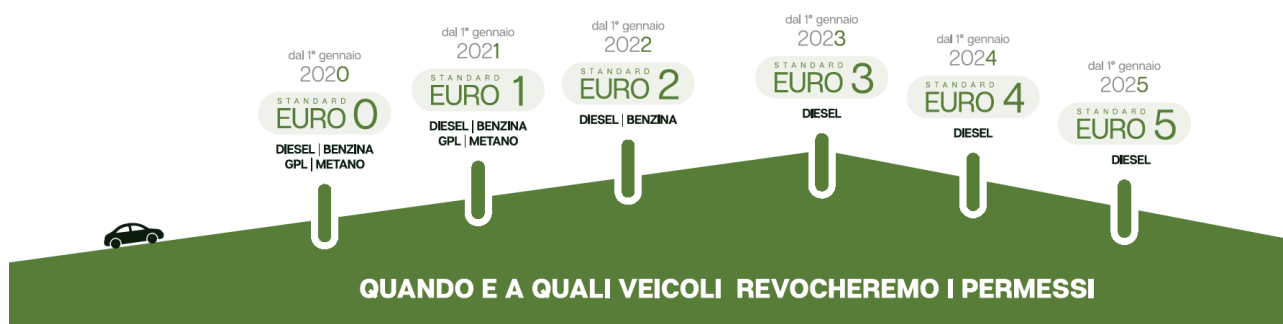 dal 1° gennaio
2020
STANDARD
EURO 0
DIESEL | BENZINA
GPL | METANO
dal 1° gennaio
2021
STANDARD
EURO 1
DIESEL | BENZINA
GPL | METANO
dal 1° gennaio
2022
STANDARD
EURO 2
DIESEL | BENZINA
dal 1° gennaio
2023
STANDARD
EURO 3
DIESEL
dal 1° gennaio
2024
STANDARD
EURO 4
DIESEL
dal 1° gennaio
2025
STANDARD
EURO 5
DIESEL
QUANDO E A QUALI VEICOLI REVOCHEREMO I PERMESSI